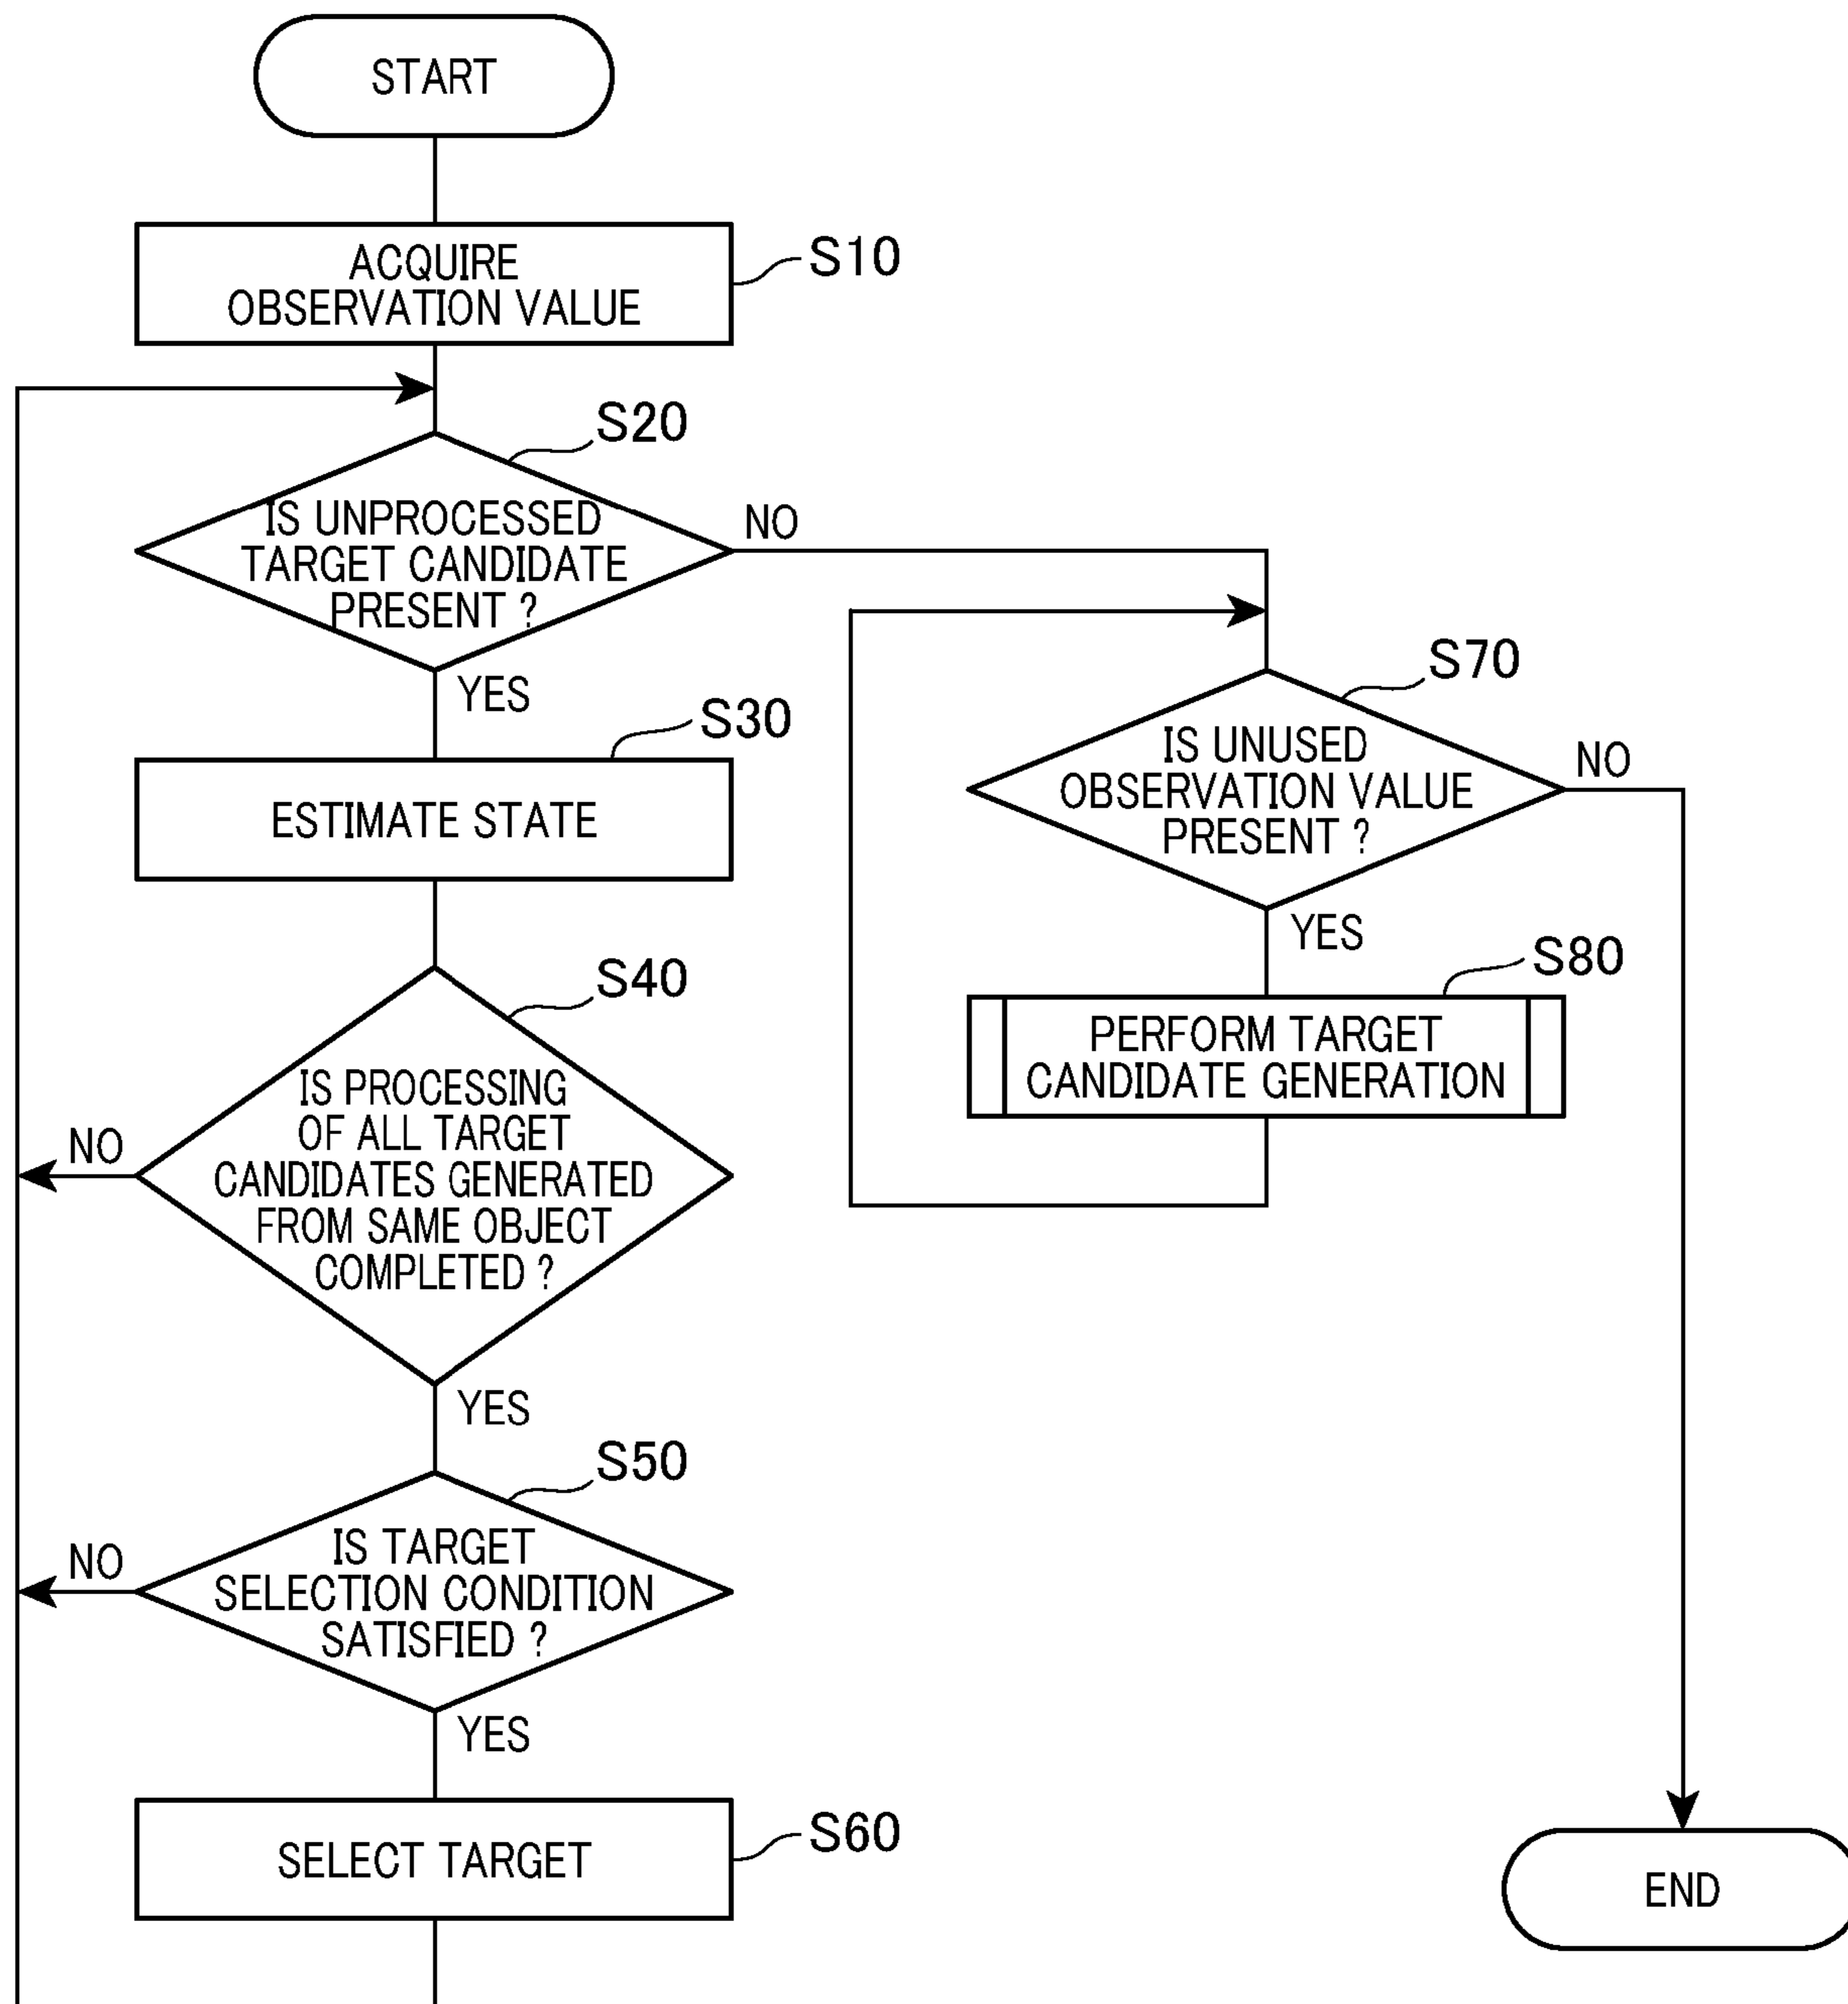 START
ACQUIRE
OBSERVATION VALUE
S10
S20
IS UNPROCESSED
TARGET CANDIDATE
PRESENT ?
NO
YES
S30
ESTIMATE STATE
S40
IS PROCESSING
OF ALL TARGET
CANDIDATES GENERATED
FROM SAME OBJECT
COMPLETED ?
NO
YES
S50
IS TARGET
SELECTION CONDITION
SATISFIED ?
NO
YES
S60
SELECT TARGET
S70
IS UNUSED
OBSERVATION VALUE
PRESENT ?
NO
YES
S80
PERFORM TARGET
CANDIDATE GENERATION
END